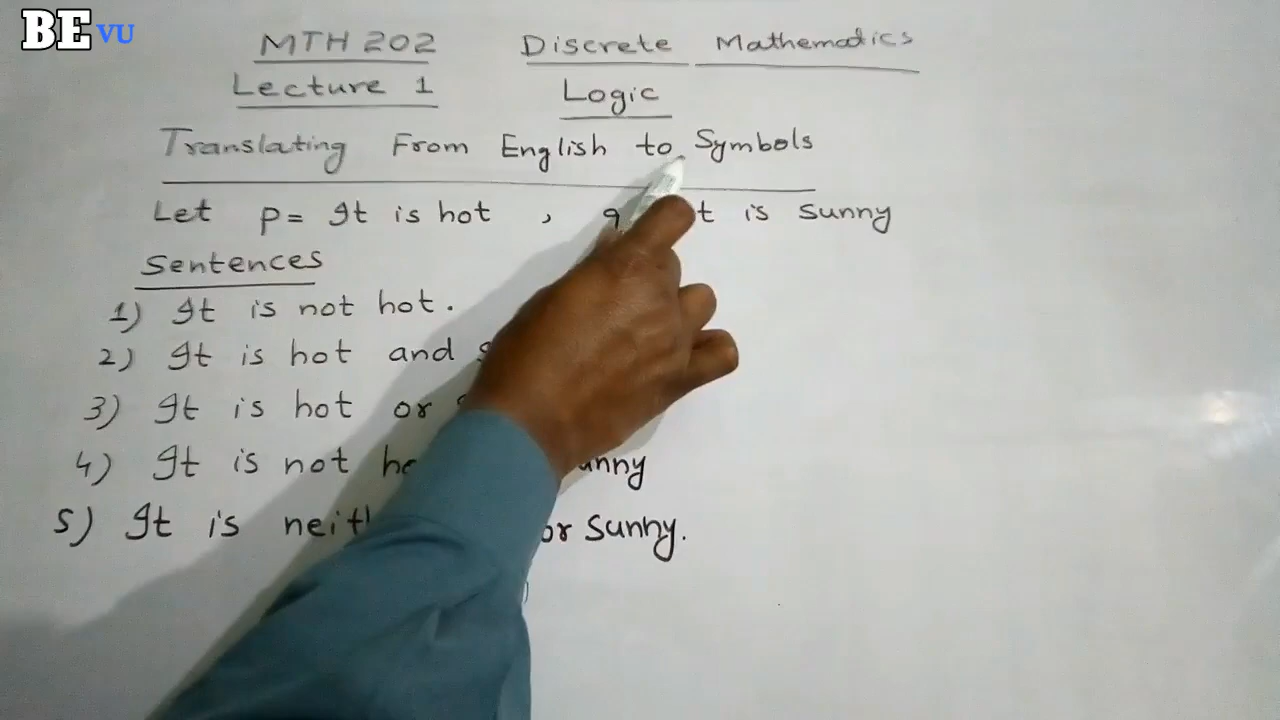 BE VU
MTH 202 Discrete Mathematics
Lecture 1 Logic
Translating From English to Symbols
Let p= It is hot , q t is sunny
Sentences
1) It is not hot.
2) It is hot and
3) It is hot or
4) It is not unny
5) It is or sunny.